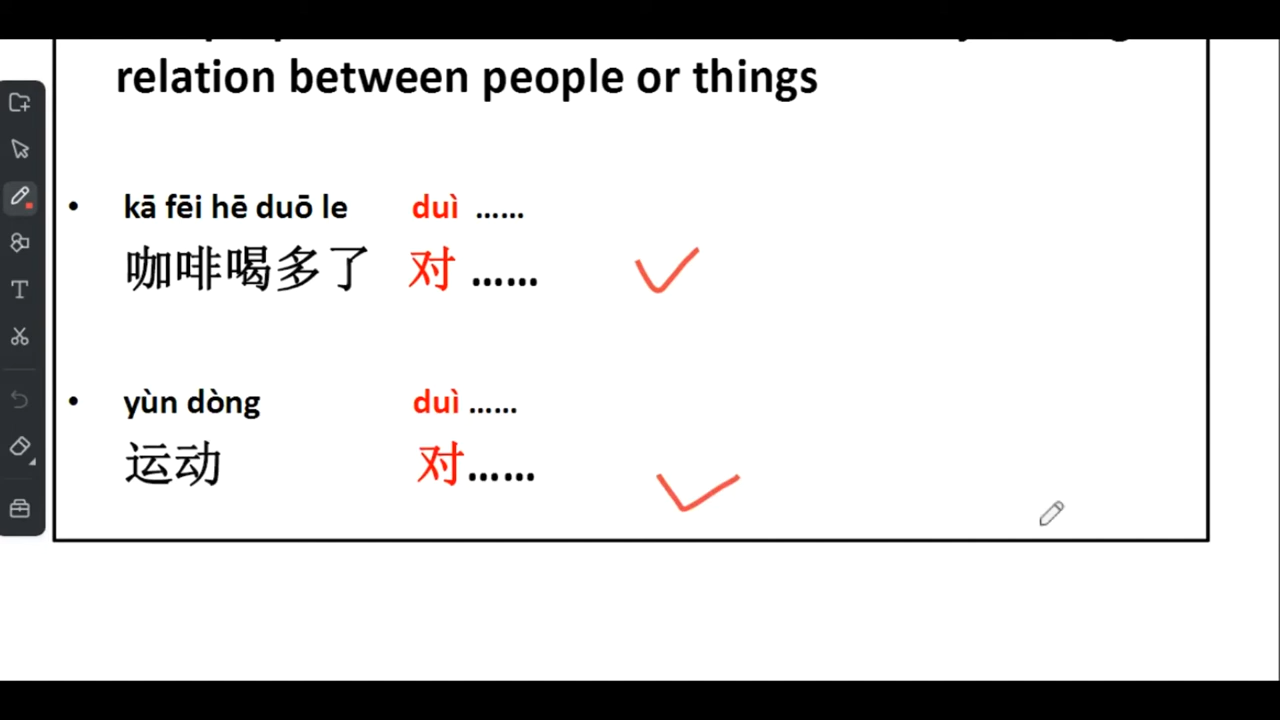 relation between people or things
• kā fēi hē duō le duì ……
咖啡喝多了 对 ……
• yùn dòng duì ……
运动 对……